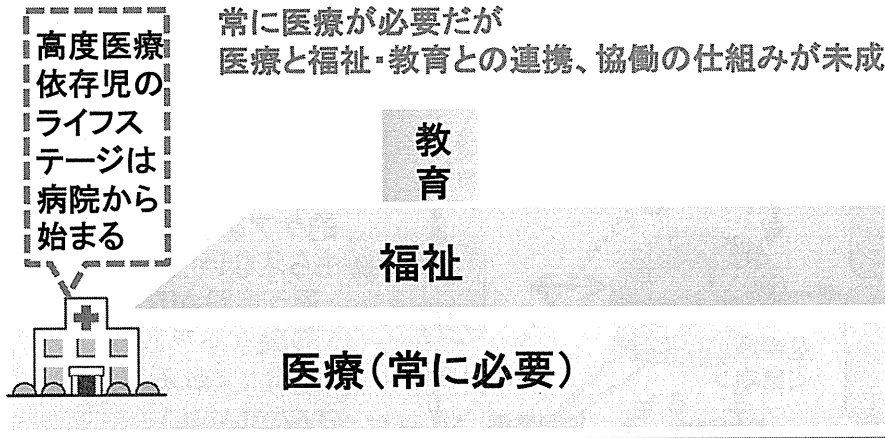 高度医療
依存児の
ライフス
テージは
病院から
始まる
常に医療が必要だが
医療と福祉・教育との連携、協働の仕組みが未成
教
育
福祉
医療(常に必要)